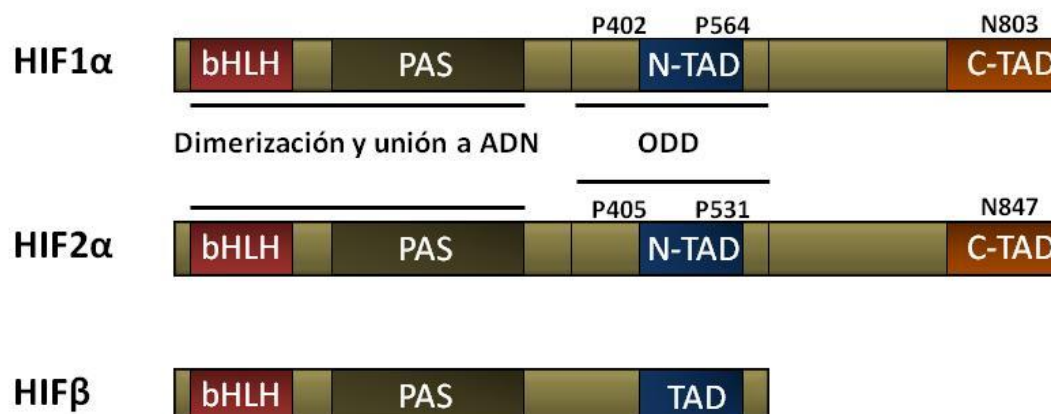 P402 P564 N803
HIF1α bHLH PAS N-TAD C-TAD
Dimerización y unión a ADN ODD
P405 P531 N847
HIF2α bHLH PAS N-TAD C-TAD
HIFβ bHLH PAS TAD